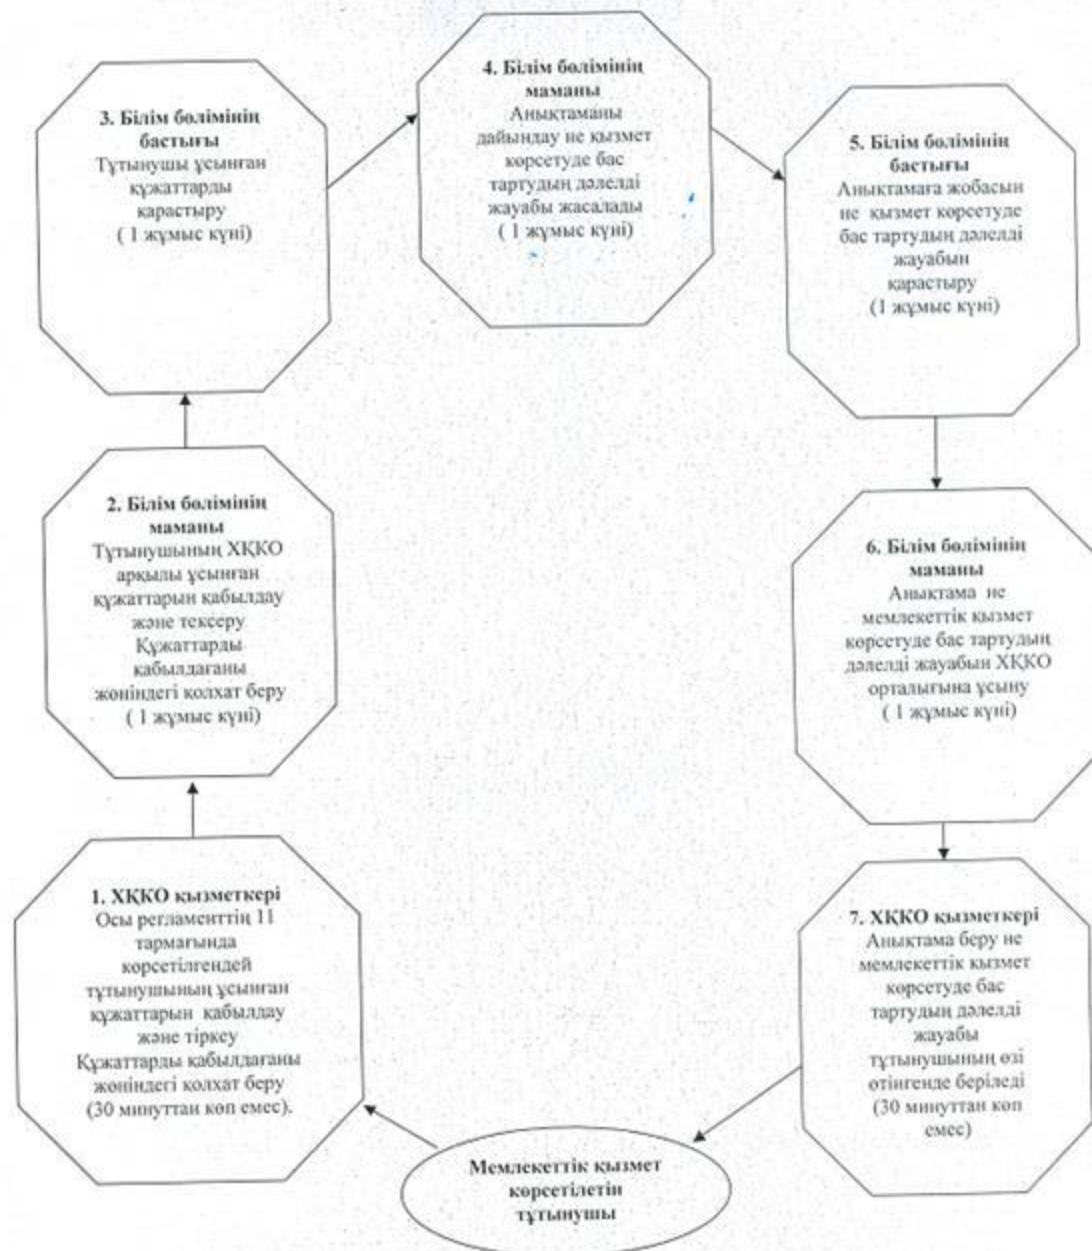 4. Білім бөлімінің
маманы
Анықтаманы
дайындау не қызмет
көрсетуде бас
тартудың дәлелді
жауабы жасалады
( 1 жұмыс күні)
3. Білім бөлімінің
бастығы
Тұтынушы ұсынған
құжаттарды
қарастыру
( 1 жұмыс күні)
5. Білім бөлімінің
бастығы
Анықтамаға жобасын
не қызмет көрсетуде
бас тартудың дәлелді
жауабын
қарастыру
(1 жұмыс күні)
2. Білім бөлімінің
маманы
Тұтынушының ХҚКО
арқылы ұсынған
құжаттарын қабылдау
және тексеру
Құжаттарды
қабылдағаны
жөніндегі қолхат беру
( 1 жұмыс күні)
6. Білім бөлімінің
маманы
Анықтама не
мемлекеттік қызмет
көрсетуде бас тартудың
дәлелді жауабын ХҚКО
орталығына ұсыну
( 1 жұмыс күні)
1. ХҚКО қызметкері
Осы регламенттің 11
тармағында
көрсетілгендей
тұтынушының ұсынған
құжаттарын қабылдау
және тіркеу
Құжаттарды қабылдағаны
жөніндегі қолхат беру
(30 минуттан көп емес).
7. ХҚКО қызметкері
Анықтама беру не
мемлекеттік қызмет
көрсетуде бас
тартудың дәлелді
жауабы
тұтынушының өзі
өтінгенде беріледі
(30 минуттан көп
емес)
Мемлекеттік қызмет
көрсетілетін
тұтынушы